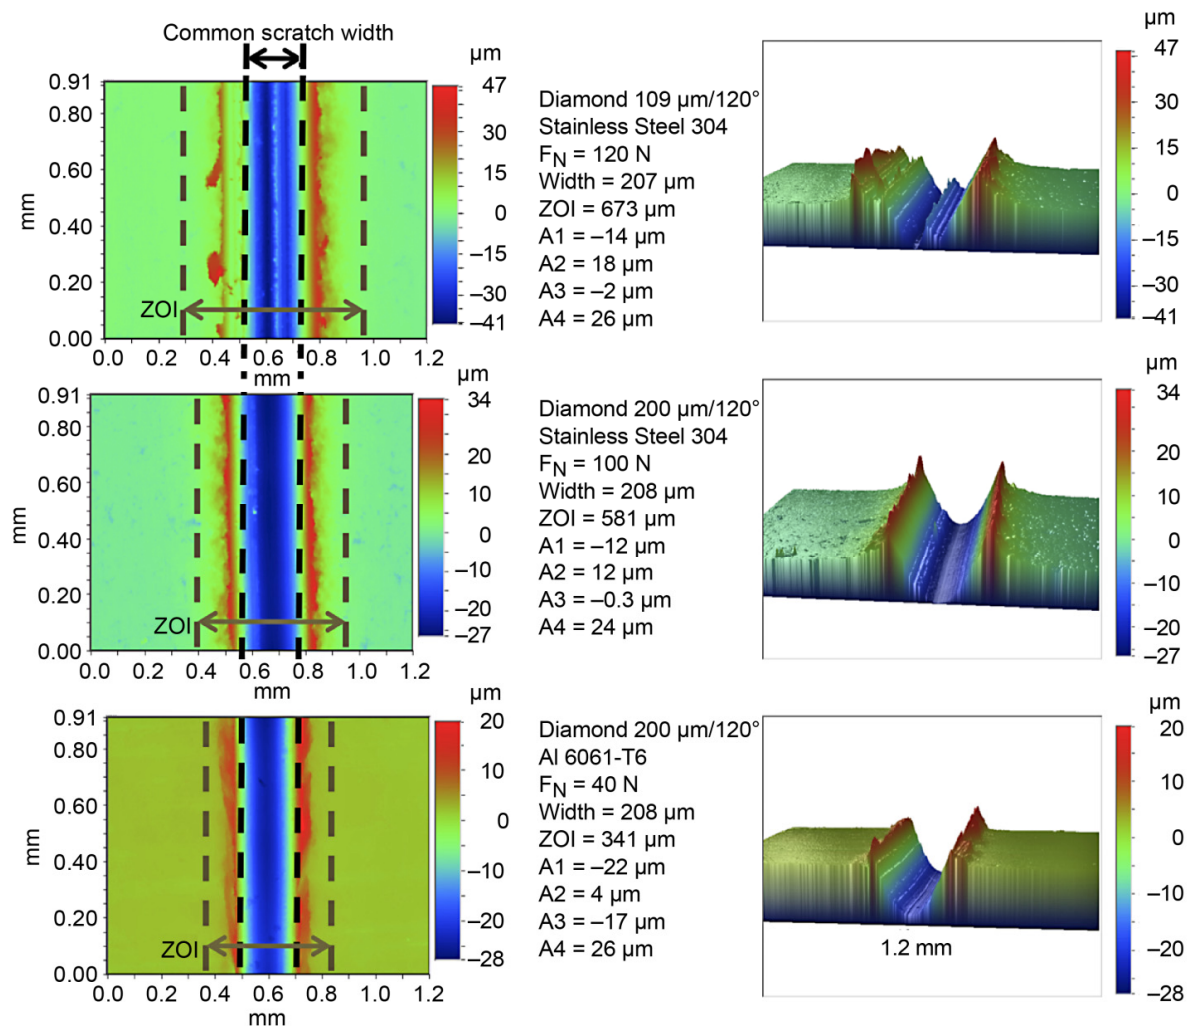 Common scratch width
µm
0.91
0.80
0.60
0.40
0.20
0.00
mm
ZOI
0.0 0.2 0.4 0.6 0.8 1.0 1.2
mm
47
30
15
0
–15
–30
–41
Diamond 109 µm/120°
Stainless Steel 304
F_N = 120 N
Width = 207 µm
ZOI = 673 µm
A1 = –14 µm
A2 = 18 µm
A3 = –2 µm
A4 = 26 µm
µm
47
30
15
0
–15
–30
–41
µm
0.91
0.80
0.60
0.40
0.20
0.00
mm
ZOI
0.0 0.2 0.4 0.6 0.8 1.0 1.2
mm
34
20
10
0
–10
–20
–27
Diamond 200 µm/120°
Stainless Steel 304
F_N = 100 N
Width = 208 µm
ZOI = 581 µm
A1 = –12 µm
A2 = 12 µm
A3 = –0.3 µm
A4 = 24 µm
µm
34
20
10
0
–10
–20
–27
µm
0.91
0.80
0.60
0.40
0.20
0.00
mm
ZOI
0.0 0.2 0.4 0.6 0.8 1.0 1.2
mm
20
10
0
–10
–20
–28
Diamond 200 µm/120°
Al 6061-T6
F_N = 40 N
Width = 208 µm
ZOI = 341 µm
A1 = –22 µm
A2 = 4 µm
A3 = –17 µm
A4 = 26 µm
1.2 mm
µm
20
10
0
–10
–20
–28